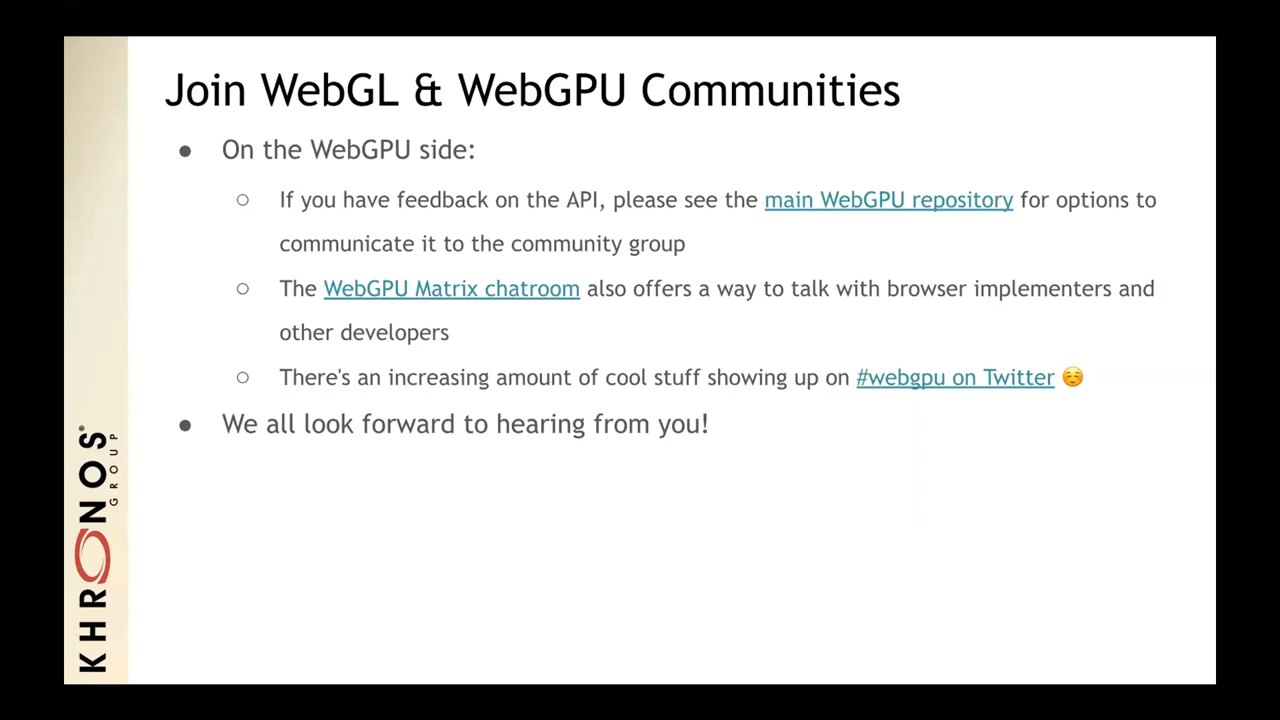 Join WebGL & WebGPU Communities
● On the WebGPU side:
○ If you have feedback on the API, please see the main WebGPU repository for options to
communicate it to the community group
○ The WebGPU Matrix chatroom also offers a way to talk with browser implementers and
other developers
○ There's an increasing amount of cool stuff showing up on #webgpu on Twitter ☺️
● We all look forward to hearing from you!
KHRONOS®
GROUP